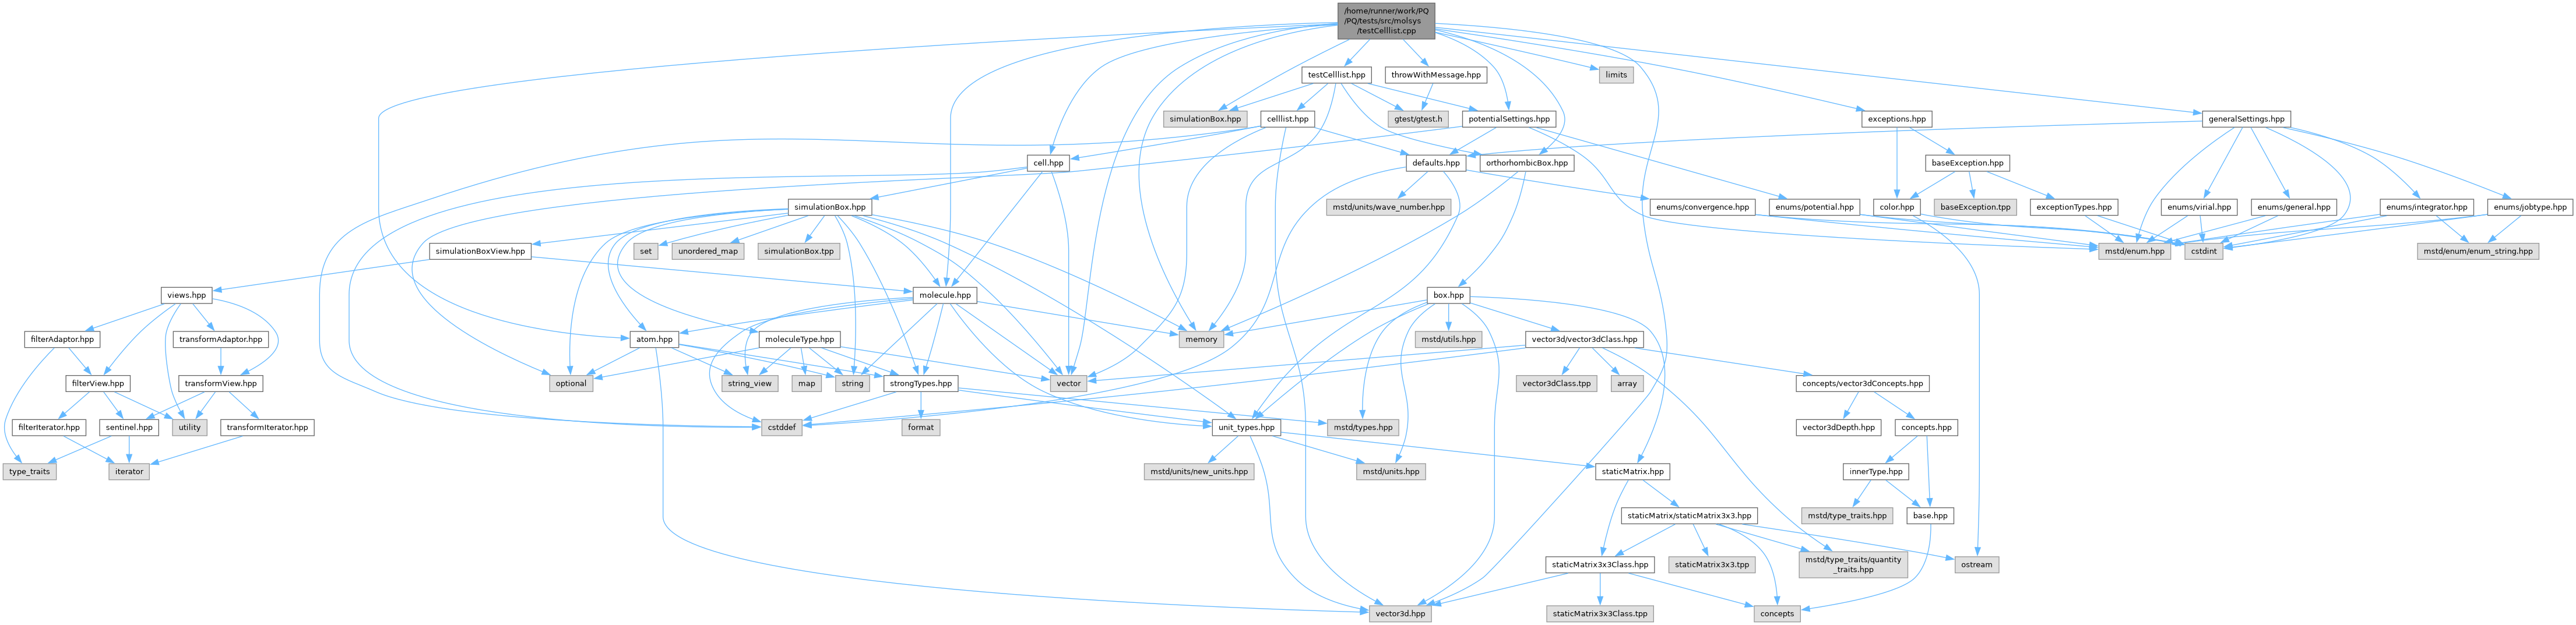 /home/runner/work/PQ
/PQ/tests/src/molsys
/testCelllist.cpp
testCelllist.hpp
throwWithMessage.hpp
limits
simulationBox.hpp
celllist.hpp
gtest/gtest.h
potentialSettings.hpp
exceptions.hpp
generalSettings.hpp
cell.hpp
defaults.hpp
orthorhombicBox.hpp
baseException.hpp
simulationBox.hpp
mstd/units/wave_number.hpp
enums/convergence.hpp
enums/potential.hpp
color.hpp
baseException.tpp
exceptionTypes.hpp
enums/virial.hpp
enums/general.hpp
enums/integrator.hpp
enums/jobtype.hpp
simulationBoxView.hpp
set
unordered_map
simulationBox.tpp
mstd/enum.hpp
cstdint
mstd/enum/enum_string.hpp
views.hpp
molecule.hpp
box.hpp
filterAdaptor.hpp
transformAdaptor.hpp
atom.hpp
moleculeType.hpp
memory
mstd/utils.hpp
vector3d/vector3dClass.hpp
filterView.hpp
transformView.hpp
optional
string_view
map
string
strongTypes.hpp
vector
vector3dClass.tpp
array
concepts/vector3dConcepts.hpp
filterIterator.hpp
sentinel.hpp
utility
transformIterator.hpp
cstddef
format
unit_types.hpp
mstd/types.hpp
vector3dDepth.hpp
concepts.hpp
type_traits
iterator
mstd/units/new_units.hpp
mstd/units.hpp
staticMatrix.hpp
innerType.hpp
staticMatrix/staticMatrix3x3.hpp
mstd/type_traits.hpp
base.hpp
staticMatrix3x3Class.hpp
staticMatrix3x3.tpp
mstd/type_traits/quantity
_traits.hpp
ostream
vector3d.hpp
staticMatrix3x3Class.tpp
concepts